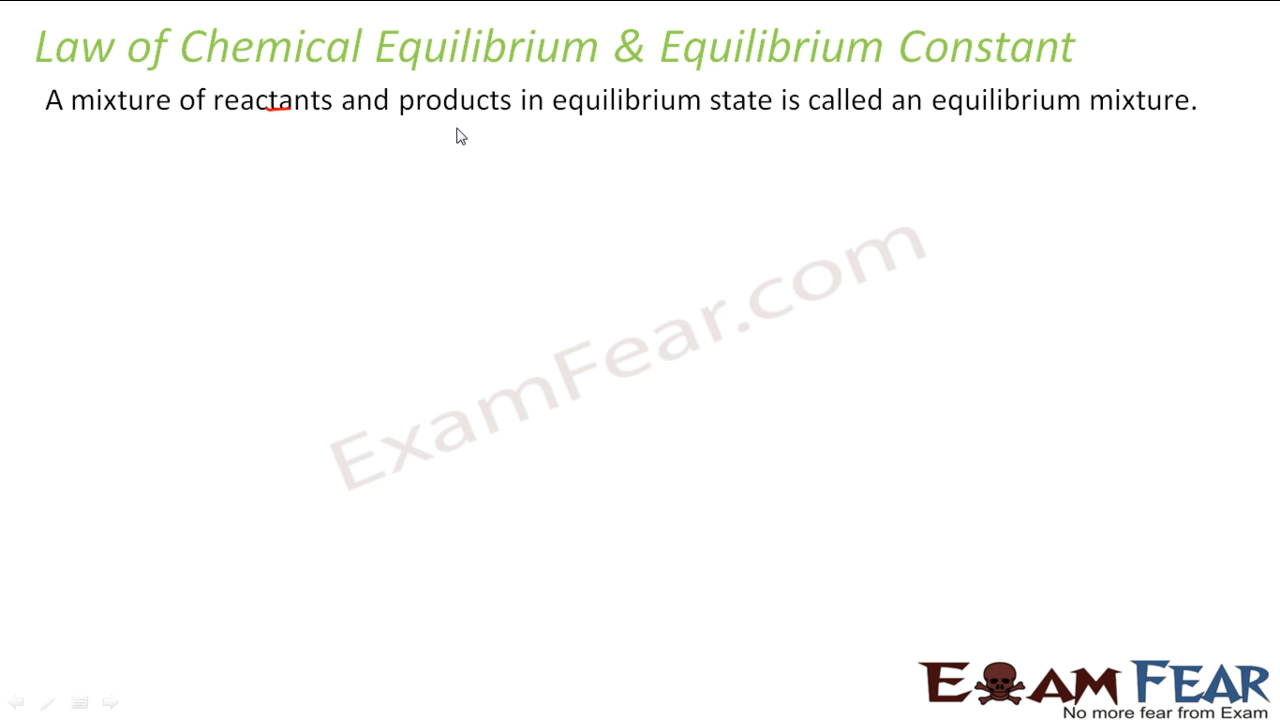 Law of Chemical Equilibrium & Equilibrium Constant
A mixture of reactants and products in equilibrium state is called an equilibrium mixture.
ExamFear.com
EXAM FEAR
No more fear from Exam